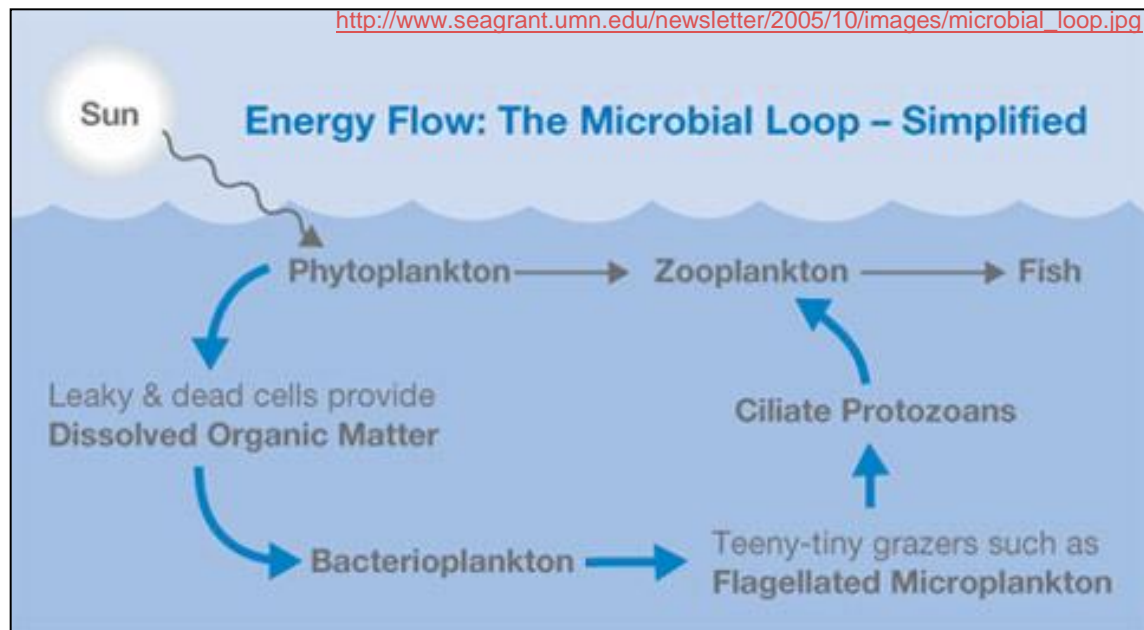 http://www.seagrant.umn.edu/newsletter/2005/10/images/microbial_loop.jpg
Sun
Energy Flow: The Microbial Loop – Simplified
Phytoplankton
Zooplankton
Fish
Leaky & dead cells provide
Dissolved Organic Matter
Ciliate Protozoans
Bacterioplankton
Teeny-tiny grazers such as
Flagellated Microplankton